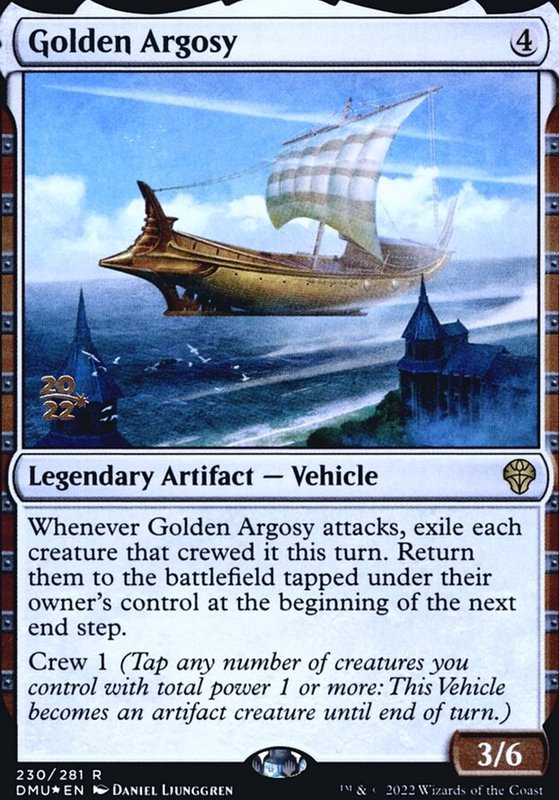 Golden Argosy 4
20
22
Legendary Artifact — Vehicle
Whenever Golden Argosy attacks, exile each
creature that crewed it this turn. Return
them to the battlefield tapped under their
owner's control at the beginning of the next
end step.
Crew 1 (Tap any number of creatures you
control with total power 1 or more: This Vehicle
becomes an artifact creature until end of turn.)
3/6
230/281 R
DMU★EN Daniel Ljunggren ™ & © 2022 Wizards of the Coast